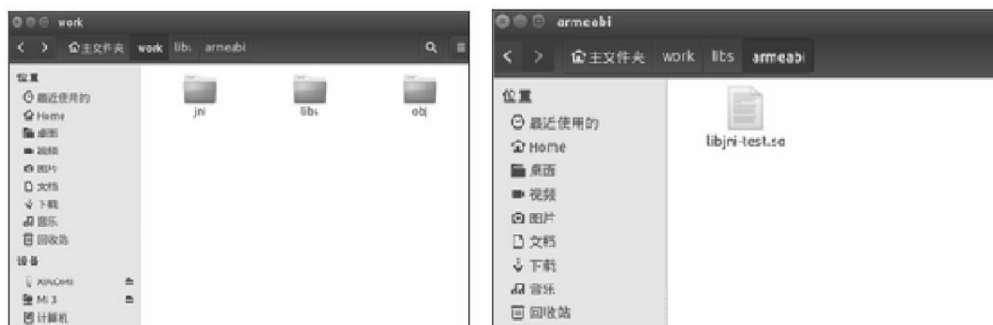 work
主文件夹 work libs armeabi
位置
最近使用的
Home
桌面
视频
图片
文档
下载
音乐
回收站
设备
XIAOMI
Mi 3
计算机
jni
libs
obj
armeabi
主文件夹 work libs armeabi
位置
最近使用的
Home
桌面
视频
图片
文档
下载
音乐
回收站
libjni-test.so